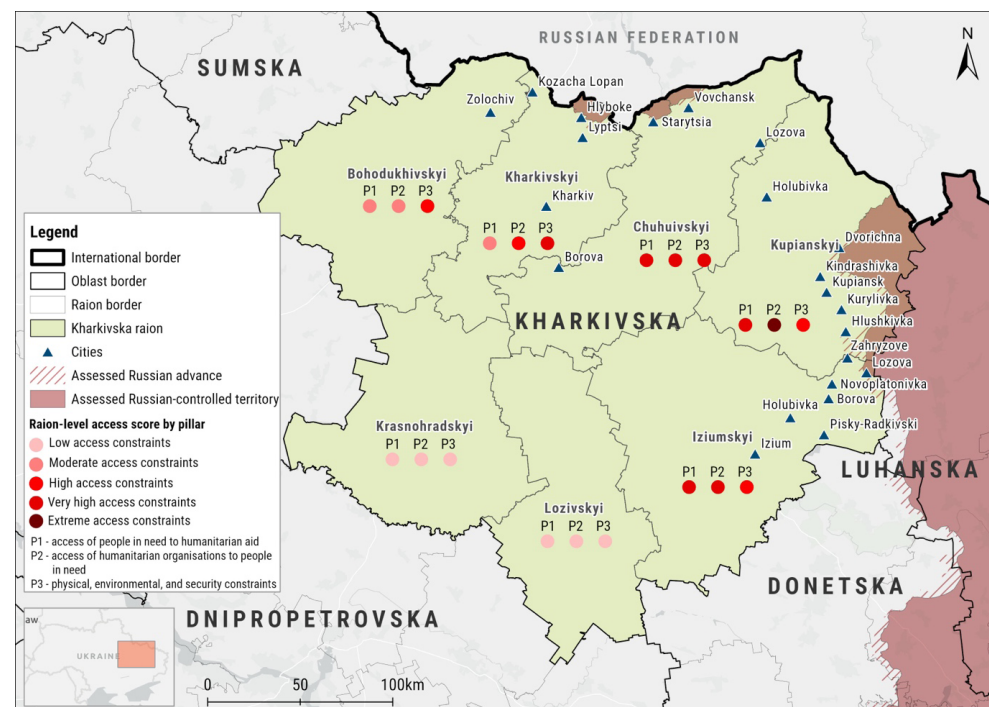 RUSSIAN FEDERATION
N
SUMSKA
Kozacha Lopan
Zolochiv
Hlyboke
Vovchansk
Starytsia
Lyptsi
Lozova
Bohodukhivskyi
P1 P2 P3
Kharkivskyi
Kharkiv
P1 P2 P3
Holubivka
Chuhuivskyi
P1 P2 P3
Dvorichna
Kupianskyi
Borova
Kindrashivka
Kupiansk
Kurylivka
P1 P2 P3
KHARKIVSKA
Hlushkivka
Zahryzove
Lozova
Novoplatonivka
Borova
Holubivka
Pisky-Radkivski
Krasnohradskyi
P1 P2 P3
Iziumskyi
Izium
P1 P2 P3
LUHANSKA
Lozivskyi
P1 P2 P3
DONETSKA
DNIPROPETROVSKA
Legend
International border
Oblast border
Raion border
Kharkivska raion
Cities
Assessed Russian advance
Assessed Russian-controlled territory
Raion-level access score by pillar
Low access constraints
Moderate access constraints
High access constraints
Very high access constraints
Extreme access constraints
P1 - access of people in need to humanitarian aid
P2 - access of humanitarian organisations to people
in need
P3 - physical, environmental, and security constraints
aw
UKRAINE
0 50 100km